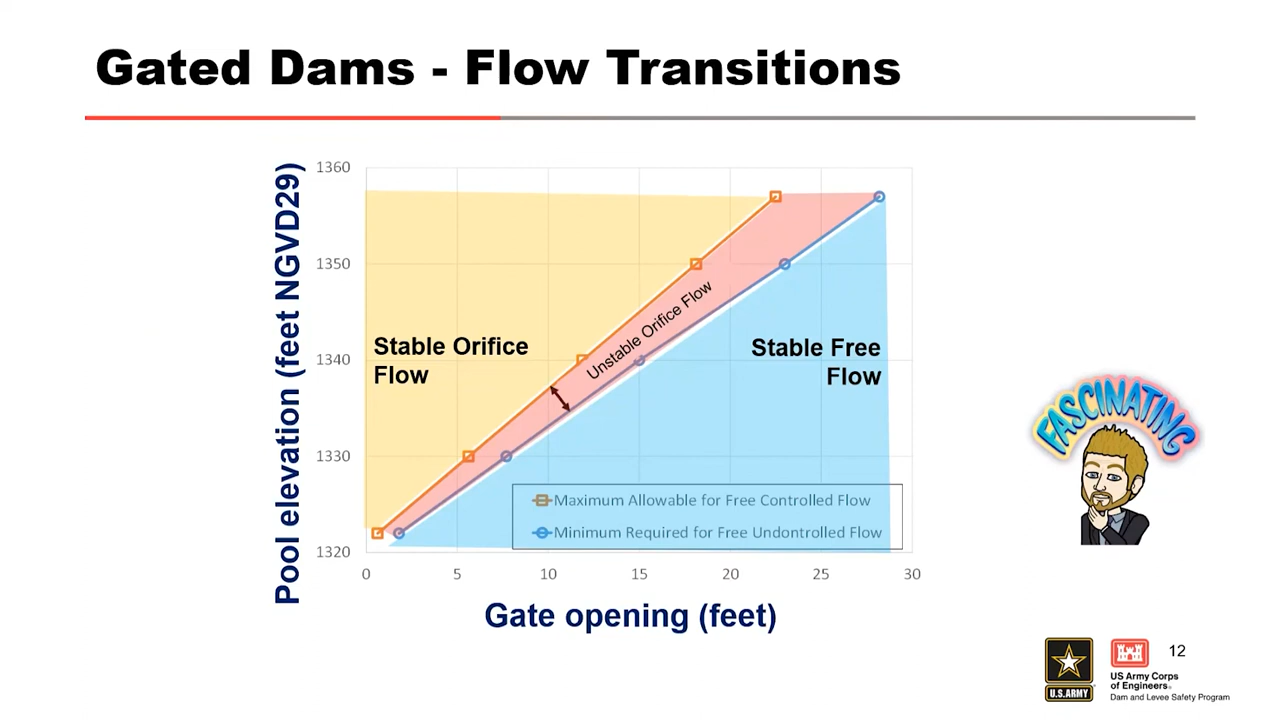 Gated Dams - Flow Transitions
Pool elevation (feet NGVD29)
1360
1350
1340
1330
1320
Stable Orifice
Flow
Unstable Orifice Flow
Stable Free
Flow
Maximum Allowable for Free Controlled Flow
Minimum Required for Free Undontrolled Flow
0 5 10 15 20 25 30
Gate opening (feet)
FASCINATING
U.S.ARMY
US Army Corps
of Engineers®
Dam and Levee Safety Program
12